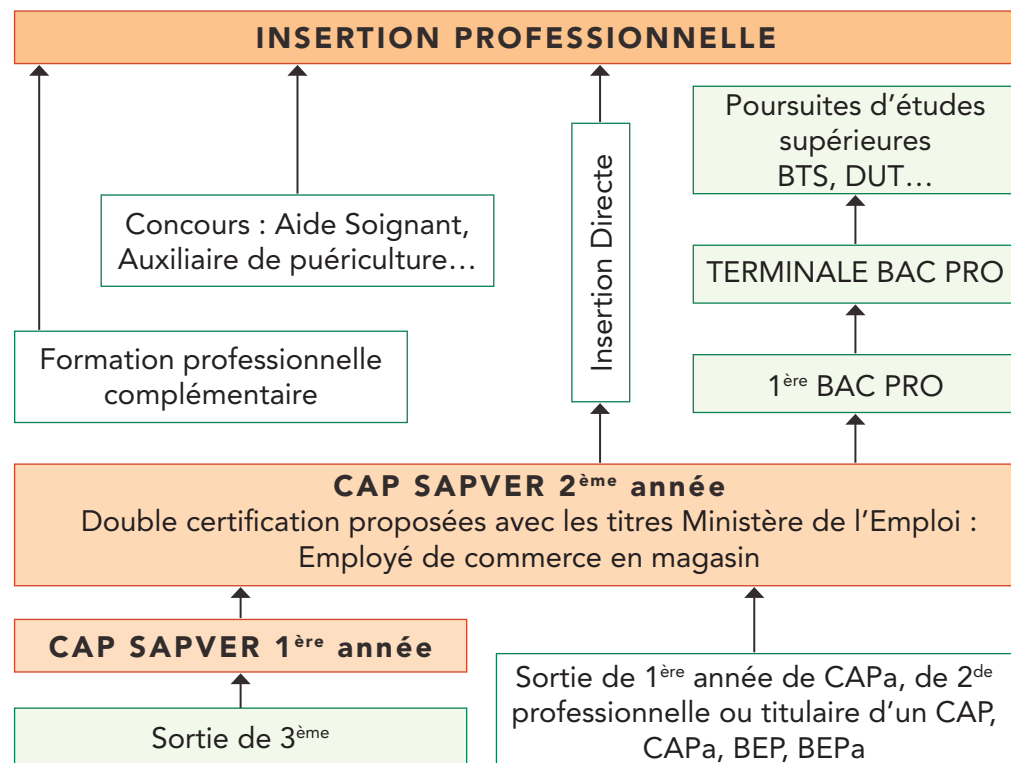 INSERTION PROFESSIONNELLE
Poursuites d'études
supérieures
BTS, DUT…
Insertion Directe
Concours : Aide Soignant,
Auxiliaire de puériculture…
TERMINALE BAC PRO
Formation professionnelle
complémentaire
1ère BAC PRO
CAP SAPVER 2ème année
Double certification proposées avec les titres Ministère de l'Emploi :
Employé de commerce en magasin
CAP SAPVER 1ère année
Sortie de 3ème
Sortie de 1ère année de CAPa, de 2de
professionnelle ou titulaire d'un CAP,
CAPa, BEP, BEPa